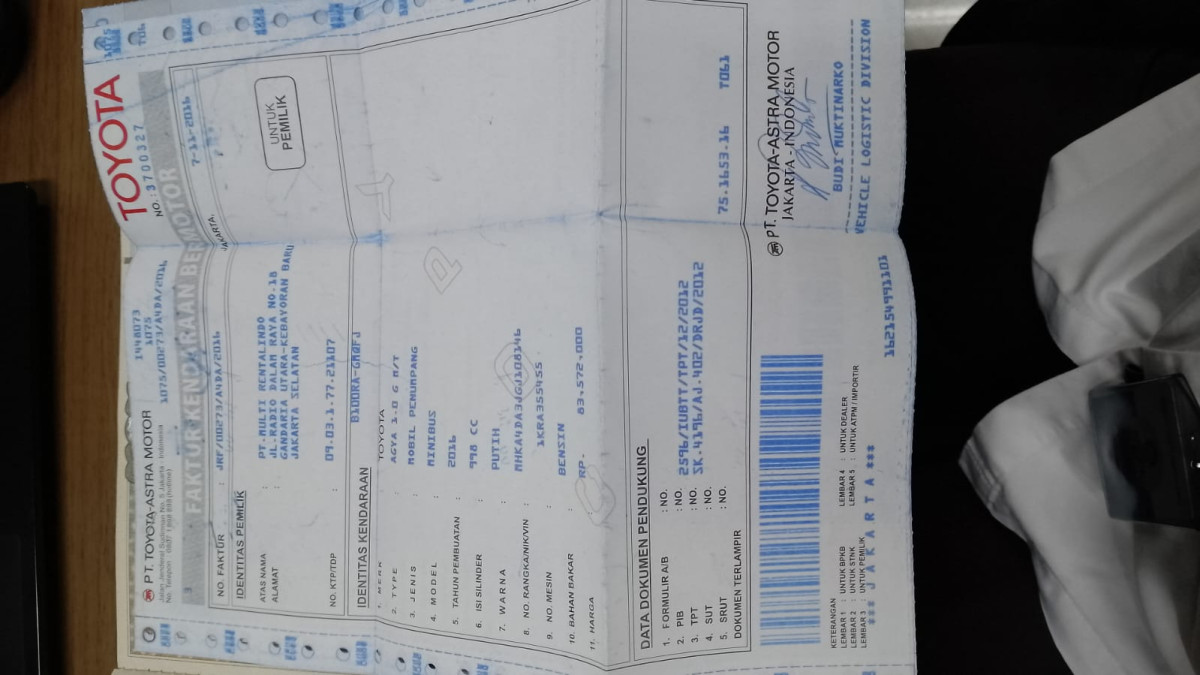 PT. TOYOTA-ASTRA MOTOR
TOYOTA
NO.: 3700327
1448073
1075
1075/00273/A4DA/2016
FAKTUR KENDARAAN BERMOTOR
NO. FAKTUR : JKF/00273/A4DA/2016
JAKARTA, 7-11-2016
IDENTITAS PEMILIK
UNTUK
PEMILIK
ATAS NAMA : PT.MULTI RENTALINDO
ALAMAT : JL.RADIO DALAM RAYA NO.18
GANDARIA UTARA-KEBAYORAN BARU
JAKARTA SELATAN
NO. KTP/TDP : 09.03.1.77.21107
IDENTITAS KENDARAAN
B100RA-GMQFJ
1. MERK : TOYOTA
2. TYPE : AGYA 1.0 G M/T
3. JENIS : MOBIL PENUMPANG
4. MODEL : MINIBUS
5. TAHUN PEMBUATAN : 2016
6. ISI SILINDER : 998 CC
7. WARNA : PUTIH
8. NO. RANGKA/NIK/VIN : MHKA4DA3JGJ108146
9. NO. MESIN : 1KRA355455
10. BAHAN BAKAR : BENSIN
11. HARGA : RP. 83,572,000
DATA DOKUMEN PENDUKUNG
1. FORMULIR A/B : NO.
2. PIB : NO. 2596/IUBTT/TPT/12/2012
3. TPT : NO. SK.4196/AJ.402/DRJD/2012
4. SUT : NO.
5. SRUT : NO.
DOKUMEN TERLAMPIR
75.1653.16 TO61
PT. TOYOTA-ASTRA MOTOR
JAKARTA - INDONESIA
BUDI MUKTINARKO
VEHICLE LOGISTIC DIVISION
KETERANGAN
LEMBAR 1 : UNTUK BPKB
LEMBAR 2 : UNTUK STNK
LEMBAR 3 : UNTUK PEMILIK
LEMBAR 4 : UNTUK DEALER
LEMBAR 5 : UNTUK ATPM / IMPORTIR
*** J A K A R T A ***
162154991101